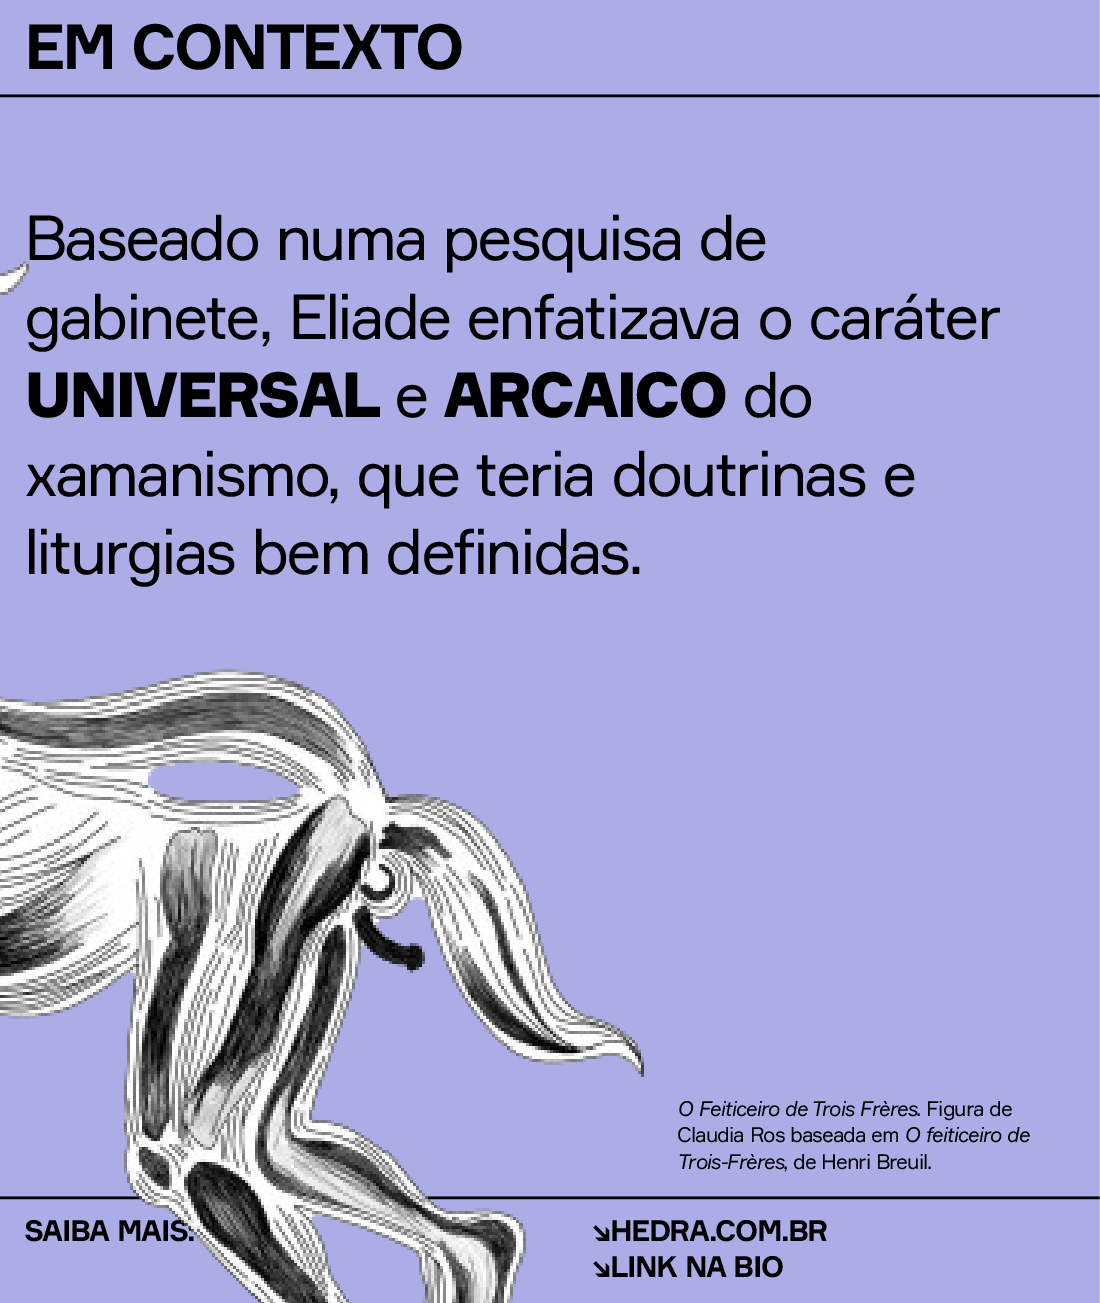 EM CONTEXTO
Baseado numa pesquisa de
gabinete, Eliade enfatizava o caráter
UNIVERSAL e ARCAICO do
xamanismo, que teria doutrinas e
liturgias bem definidas.
O Feiticeiro de Trois Frères. Figura de
Claudia Ros baseada em O feiticeiro de
Trois-Frères, de Henri Breuil.
SAIBA MAIS:
↘HEDRA.COM.BR
↘LINK NA BIO